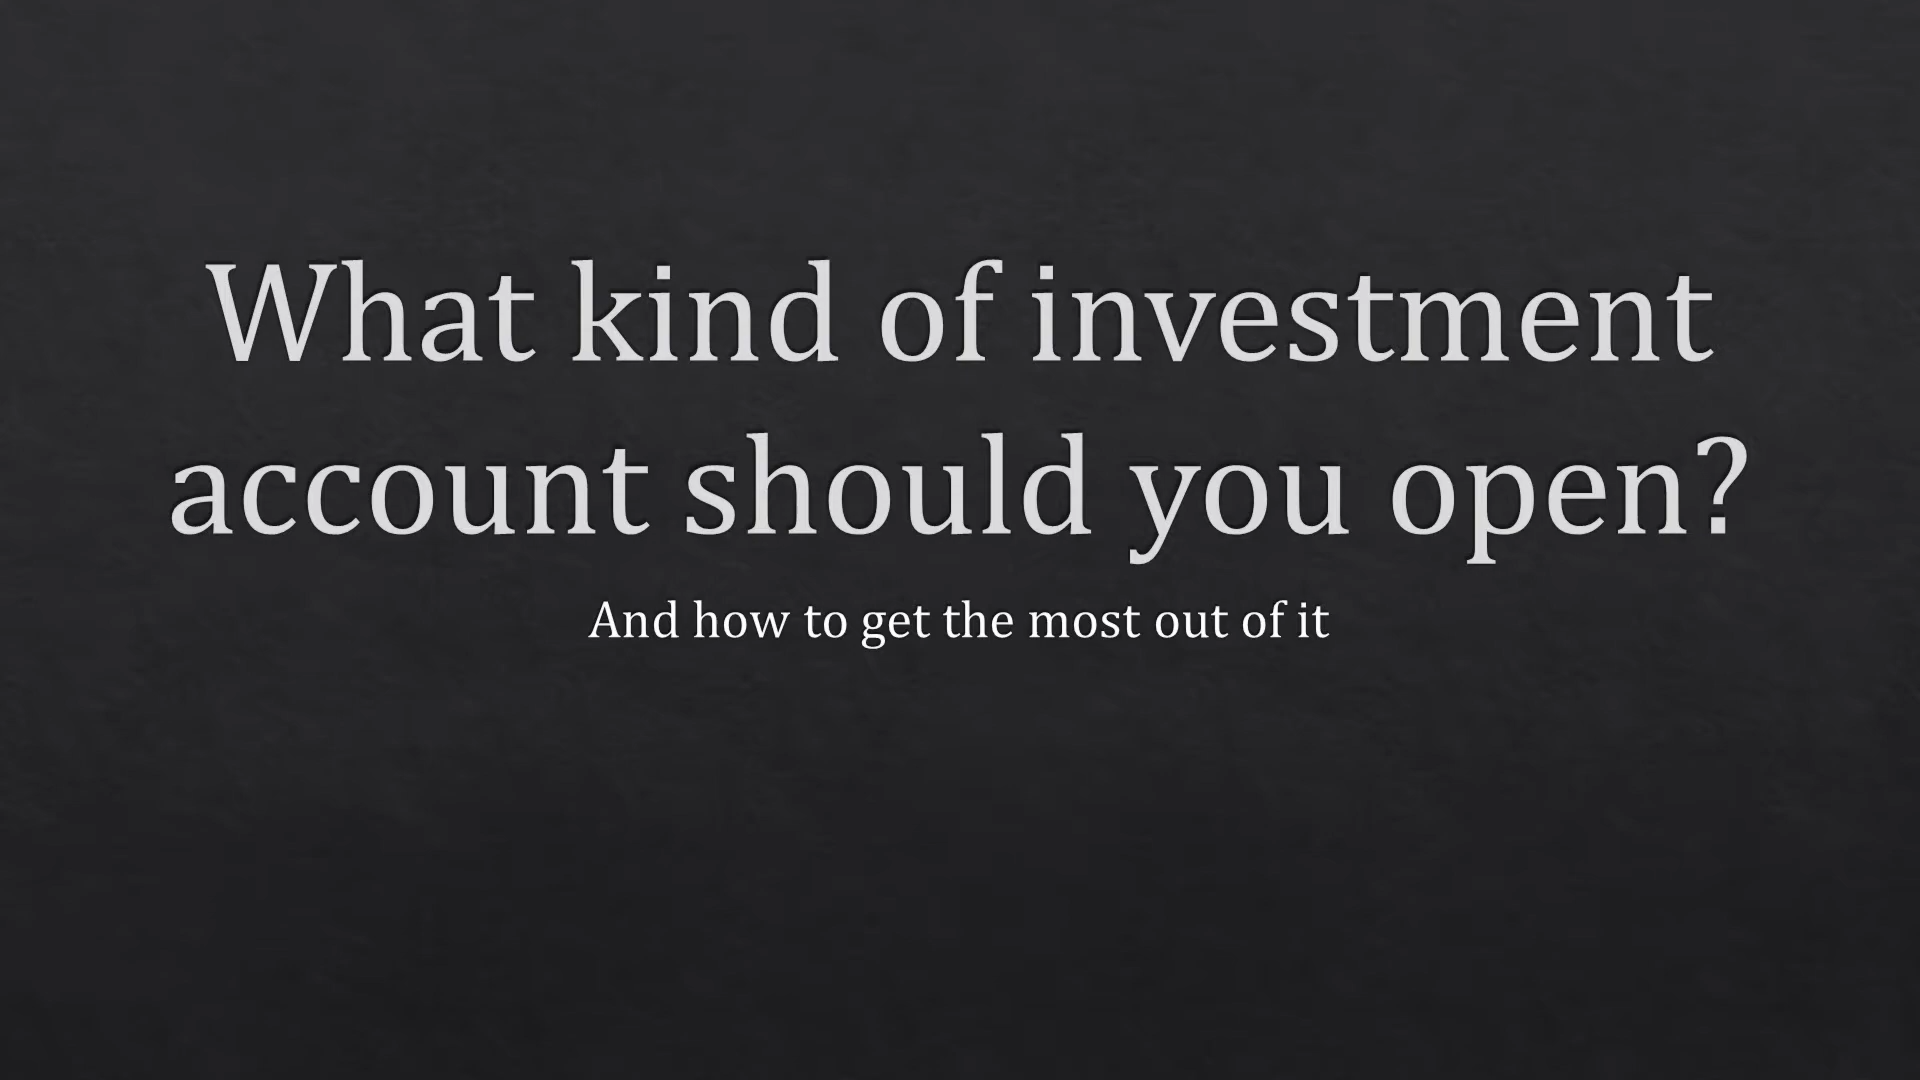 What kind of investment
account should you open?
And how to get the most out of it